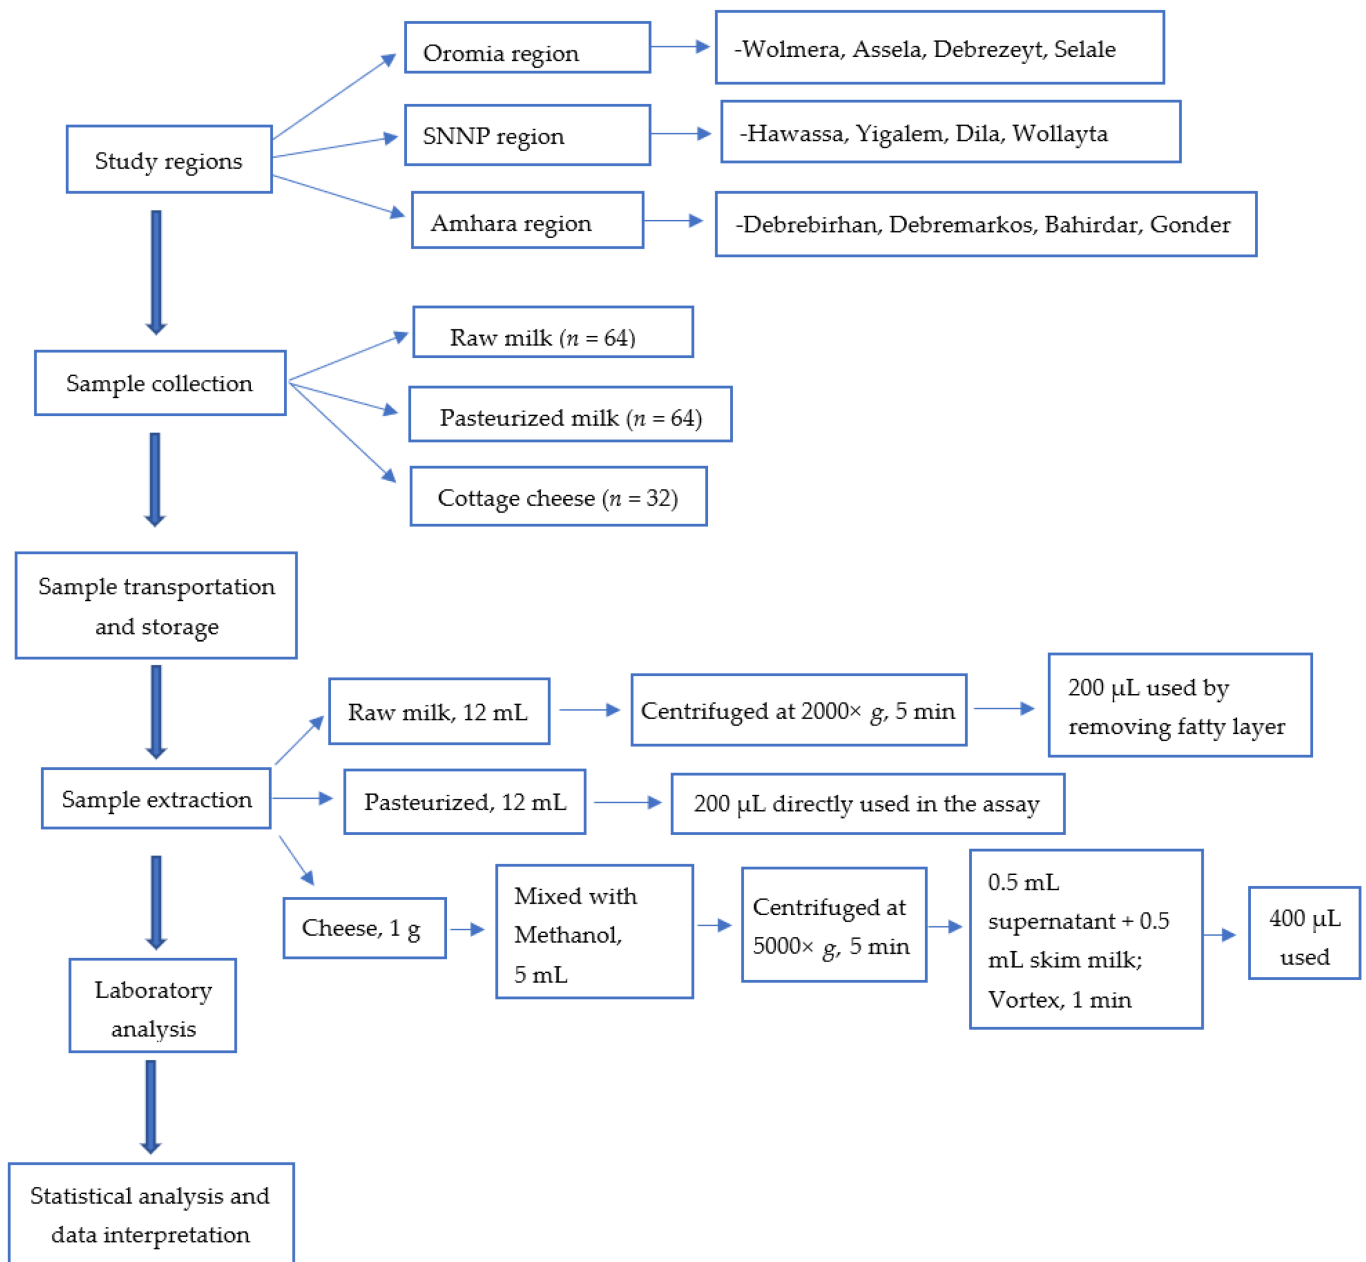 Study regions
Oromia region
-Wolmera, Assela, Debrezeyt, Selale
SNNP region
-Hawassa, Yigalem, Dila, Wollayta
Amhara region
-Debrebirhan, Debremarkos, Bahirdar, Gonder
Sample collection
Raw milk (n = 64)
Pasteurized milk (n = 64)
Cottage cheese (n = 32)
Sample transportation
and storage
Sample extraction
Raw milk, 12 mL
Centrifuged at 2000× g, 5 min
200 µL used by
removing fatty layer
Pasteurized, 12 mL
200 µL directly used in the assay
Cheese, 1 g
Mixed with
Methanol,
5 mL
Centrifuged at
5000× g, 5 min
0.5 mL
supernatant + 0.5
mL skim milk;
Vortex, 1 min
400 µL
used
Laboratory
analysis
Statistical analysis and
data interpretation